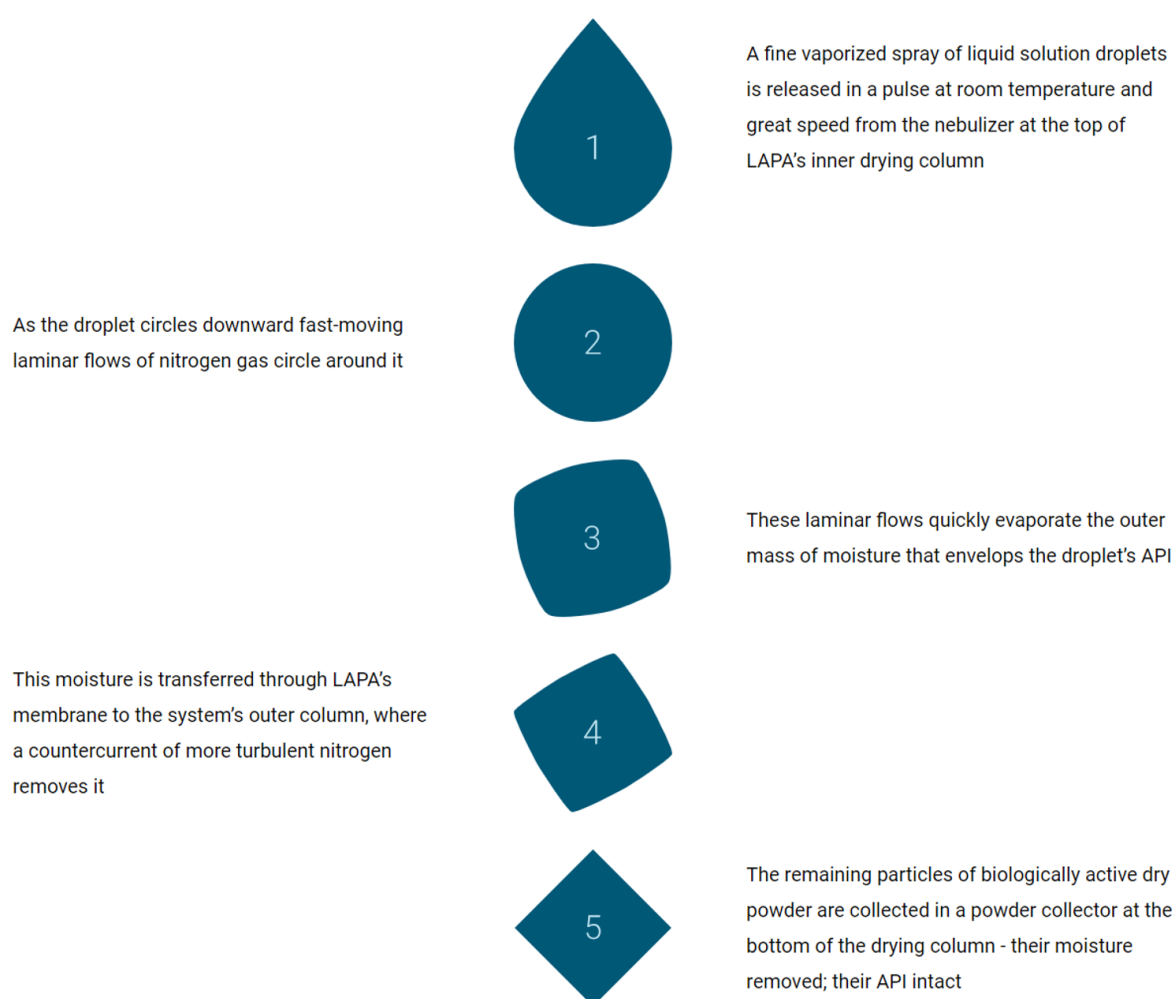 1
A fine vaporized spray of liquid solution droplets
is released in a pulse at room temperature and
great speed from the nebulizer at the top of
LAPA’s inner drying column
2
As the droplet circles downward fast-moving
laminar flows of nitrogen gas circle around it
3
These laminar flows quickly evaporate the outer
mass of moisture that envelops the droplet’s API
4
This moisture is transferred through LAPA’s
membrane to the system’s outer column, where
a countercurrent of more turbulent nitrogen
removes it
5
The remaining particles of biologically active dry
powder are collected in a powder collector at the
bottom of the drying column - their moisture
removed; their API intact